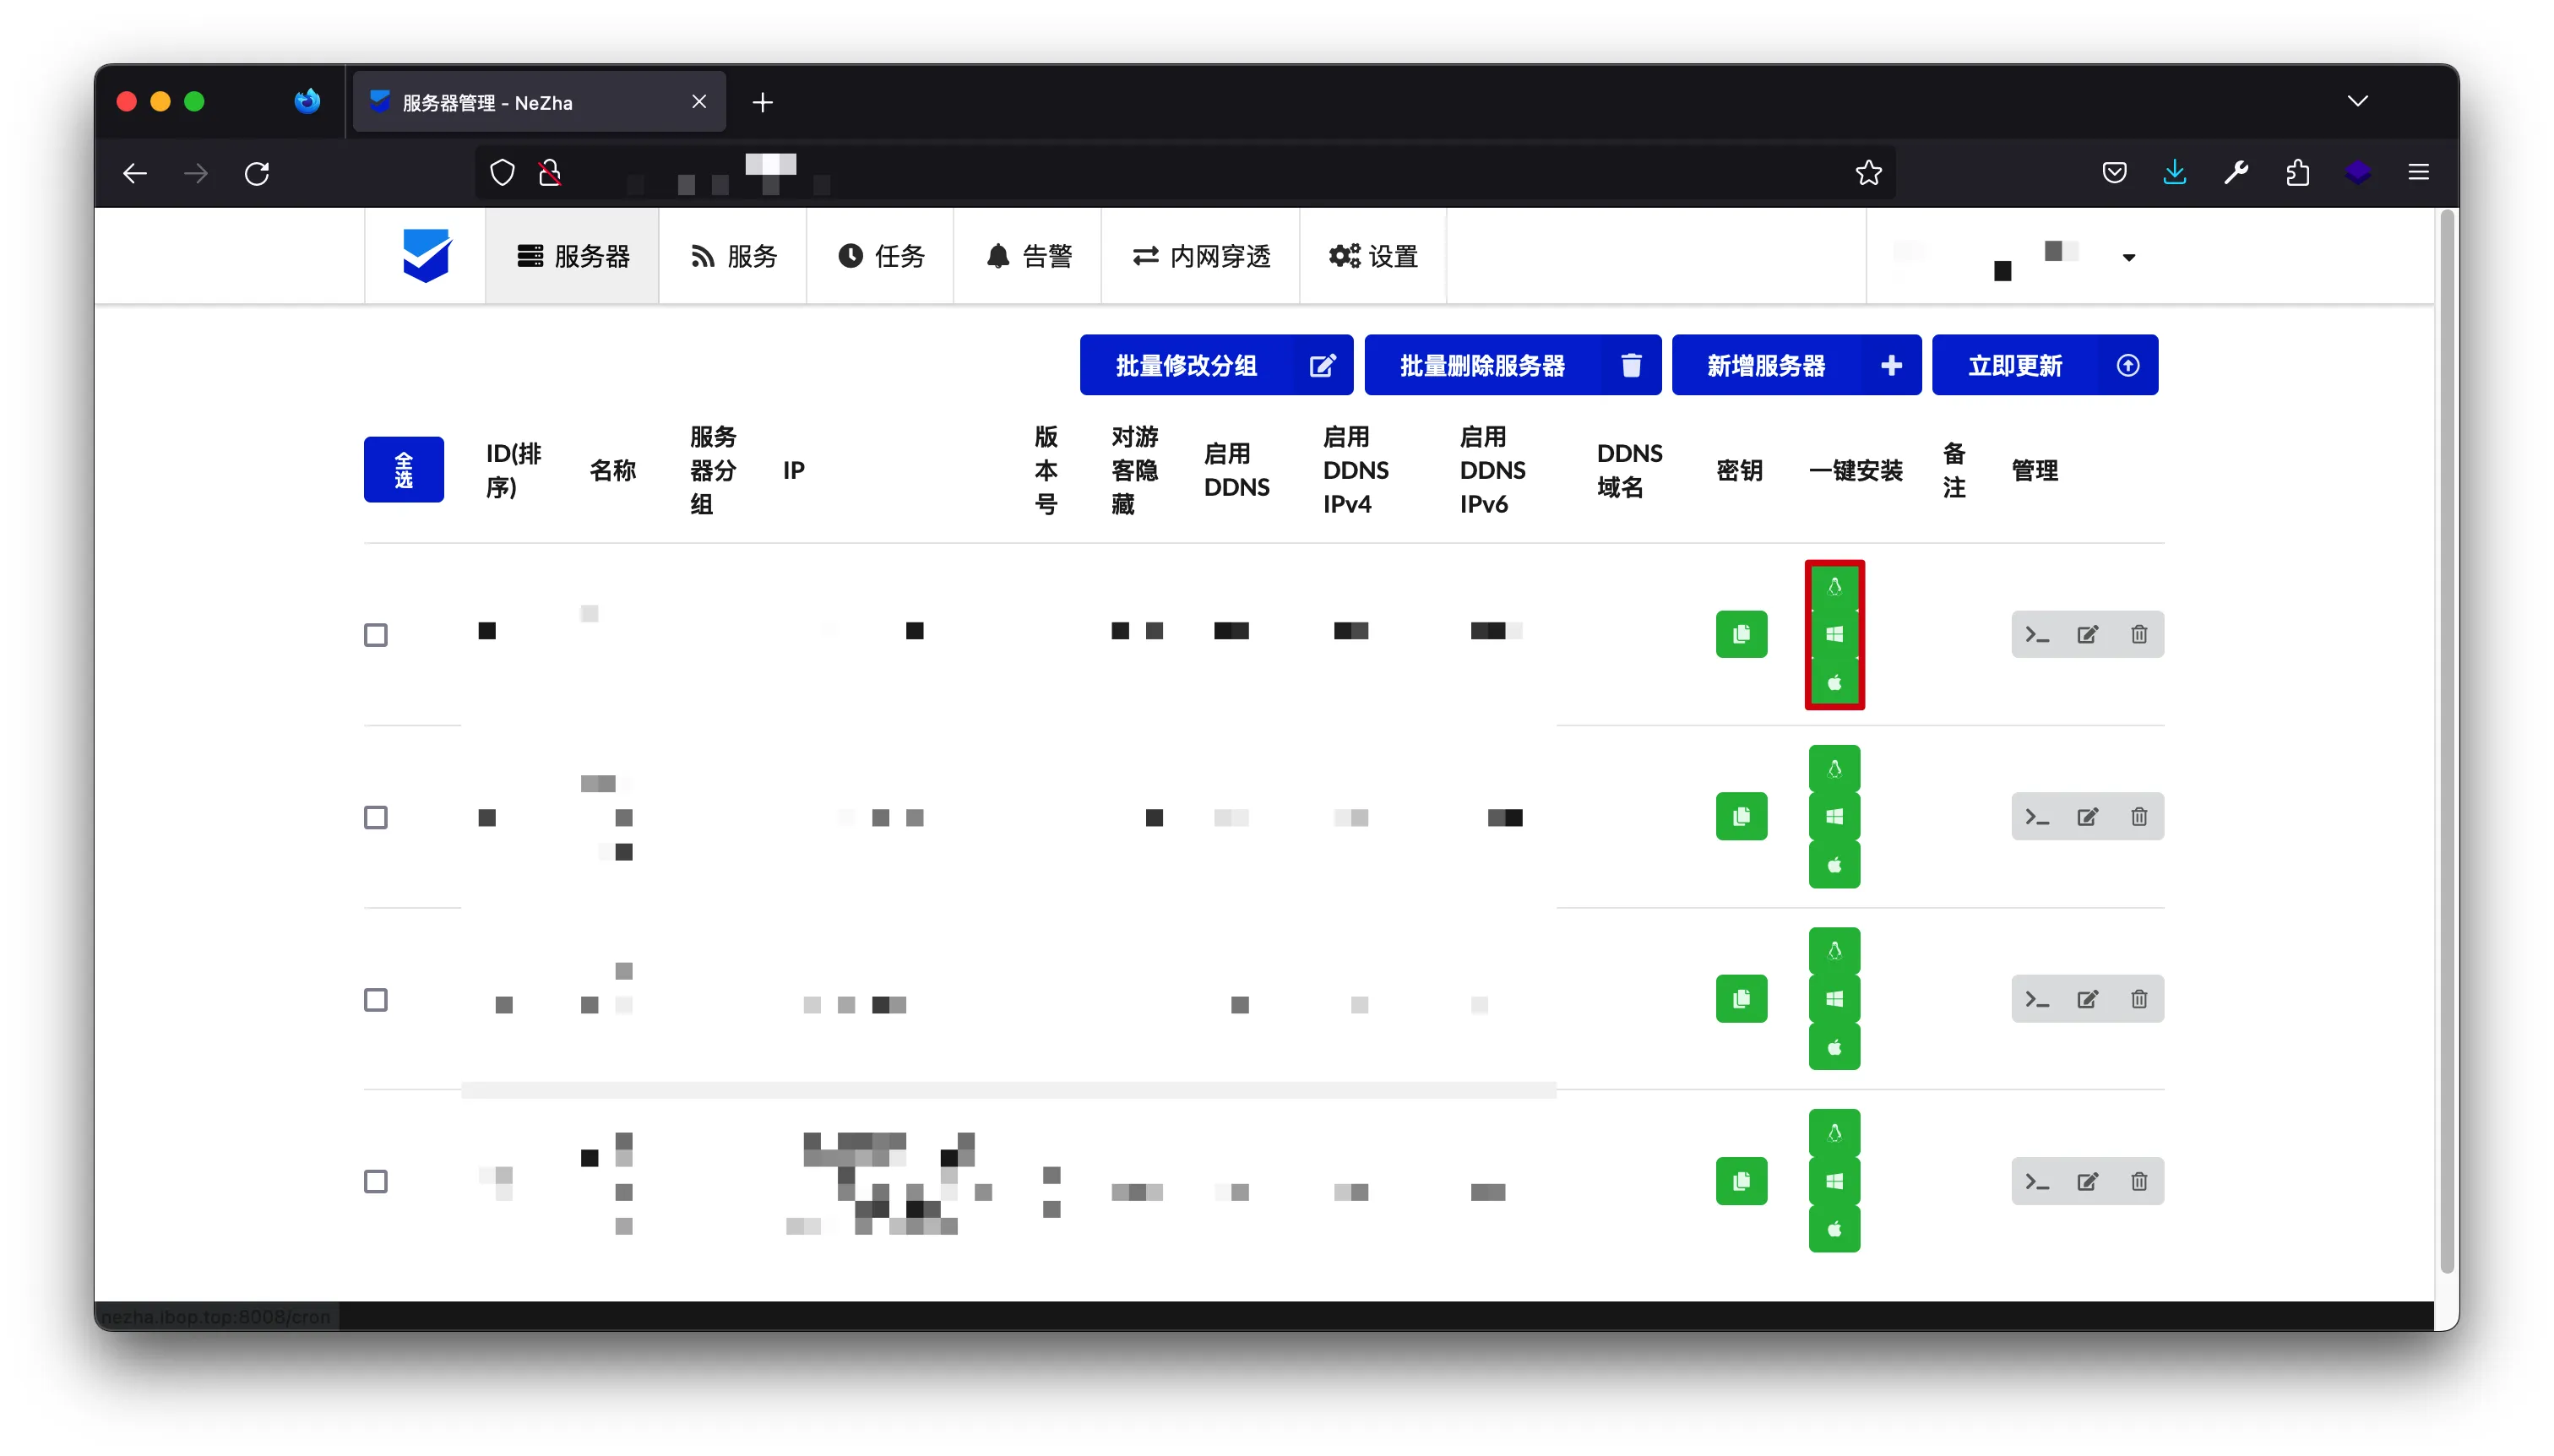 服务器管理 - NeZha
服务器 服务 任务 告警 内网穿透 设置
批量修改分组 批量删除服务器 新增服务器 立即更新
全选 ID(排序) 名称 服务器分组 IP 版本号 对游客隐藏 启用DDNS 启用DDNS IPv4 启用DDNS IPv6 DDNS域名 密钥 一键安装 备注 管理
nezha.ibop.top:8008/cron